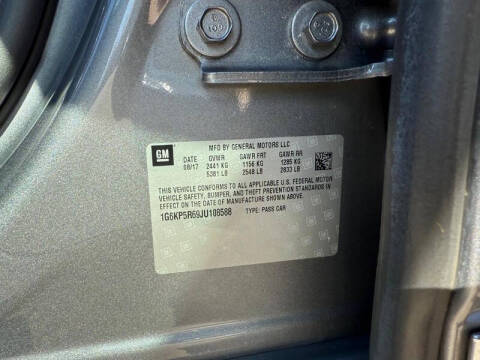 GM
MFD BY GENERAL MOTORS LLC
DATE GVWR GAWR FRT GAWR RR
08/17 2441 KG 1156 KG 1285 KG
5381 LB 2548 LB 2833 LB
THIS VEHICLE CONFORMS TO ALL APPLICABLE U.S. FEDERAL MOTOR
VEHICLE SAFETY, BUMPER, AND THEFT PREVENTION STANDARDS IN
EFFECT ON THE DATE OF MANUFACTURE SHOWN ABOVE.
1G6KP5R69JU108588 TYPE: PASS CAR